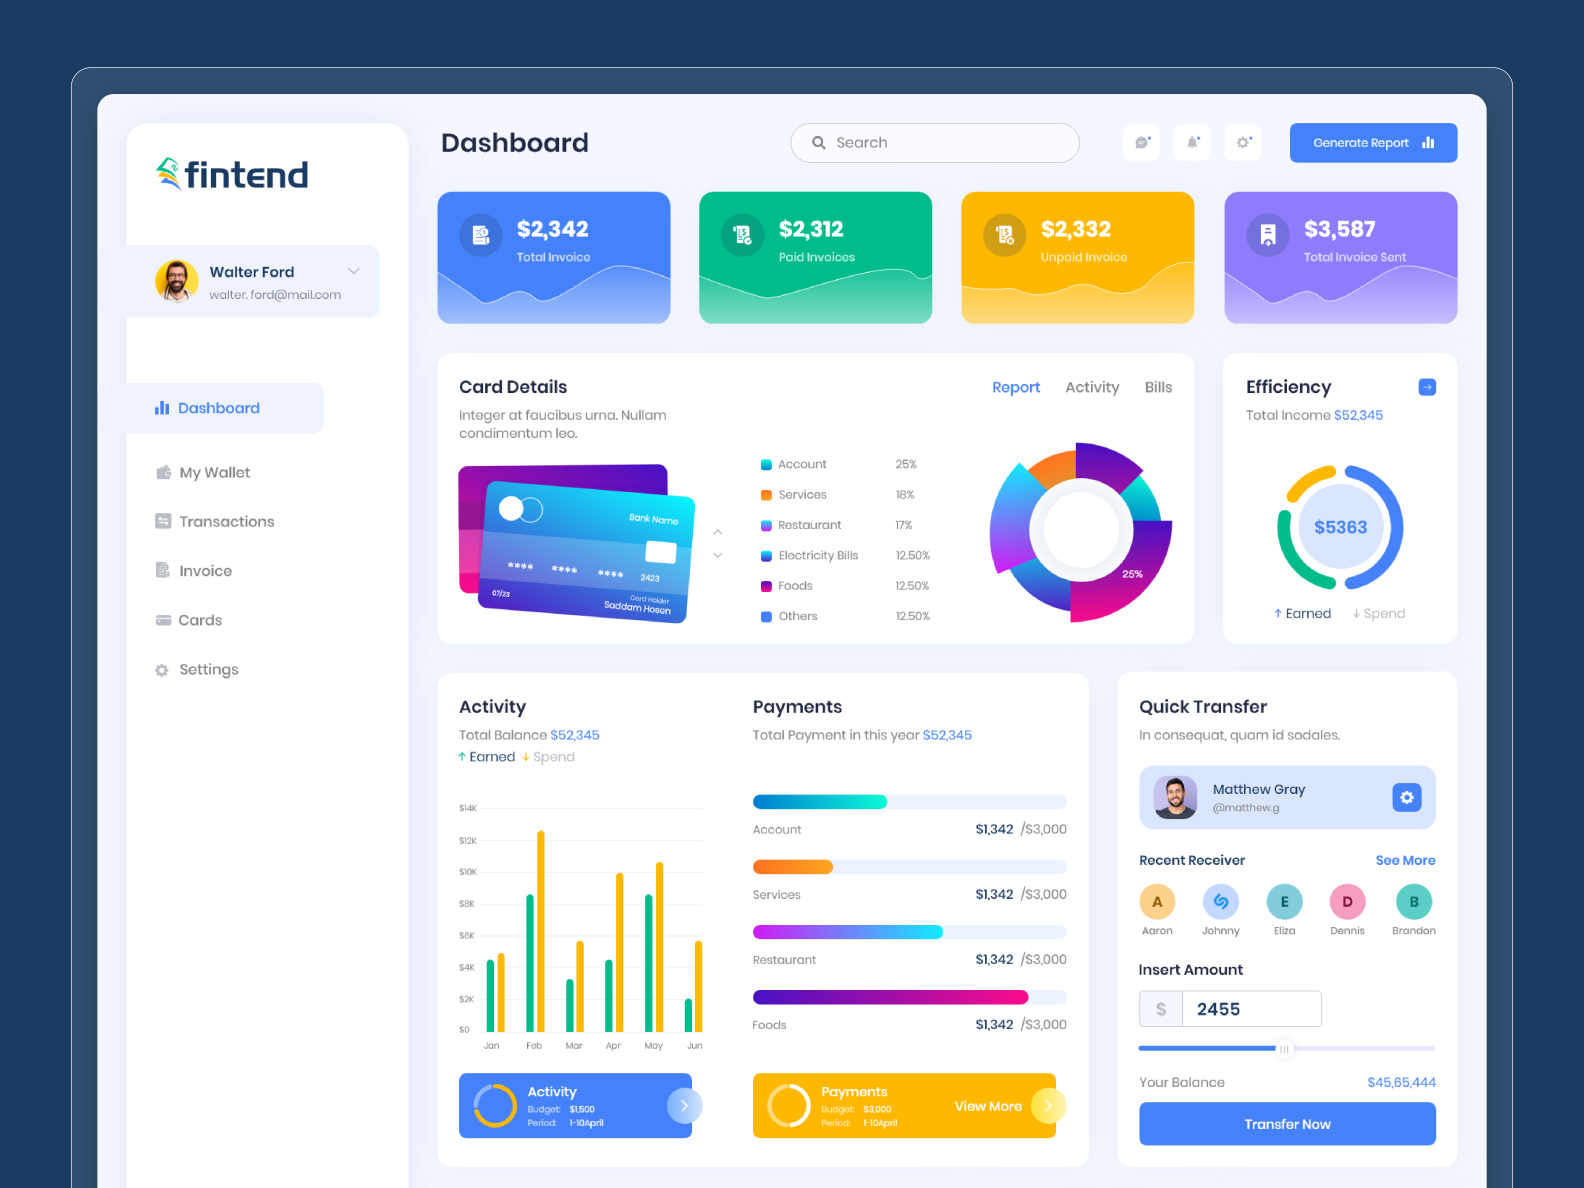 fintend
Dashboard
Search
Generate Report
Walter Ford
walter. ford@mail.com
$2,342
Total Invoice
$2,312
Paid Invoices
$2,332
Unpaid Invoice
$3,587
Total Invoice Sent
Dashboard
My Wallet
Transactions
Invoice
Cards
Settings
Card Details
Integer at faucibus urna. Nullam
condimentum leo.
Report Activity Bills
Bank Name
**** **** **** 2423
07/23
Card Holder
Saddam Hosen
Account 25%
Services 18%
Restaurant 17%
Electricity Bills 12.50%
Foods 12.50%
Others 12.50%
25%
Efficiency
Total Income $52,345
$5363
Earned Spend
Activity
Total Balance $52,345
Earned Spend
$14K
$12K
$10K
$8K
$6K
$4K
$2K
$0
Jan Feb Mar Apr May Jun
Activity
Budget: $1,500
Period: 1-10April
Payments
Total Payment in this year $52,345
Account $1,342 /$3,000
Services $1,342 /$3,000
Restaurant $1,342 /$3,000
Foods $1,342 /$3,000
Payments
Budget: $3,000
Period: 1-10April
View More
Quick Transfer
In consequat, quam id sodales.
Matthew Gray
@matthew.g
Recent Receiver See More
A E D B
Aaron Johnny Eliza Dennis Brandon
Insert Amount
$ 2455
Your Balance $45,65,444
Transfer Now